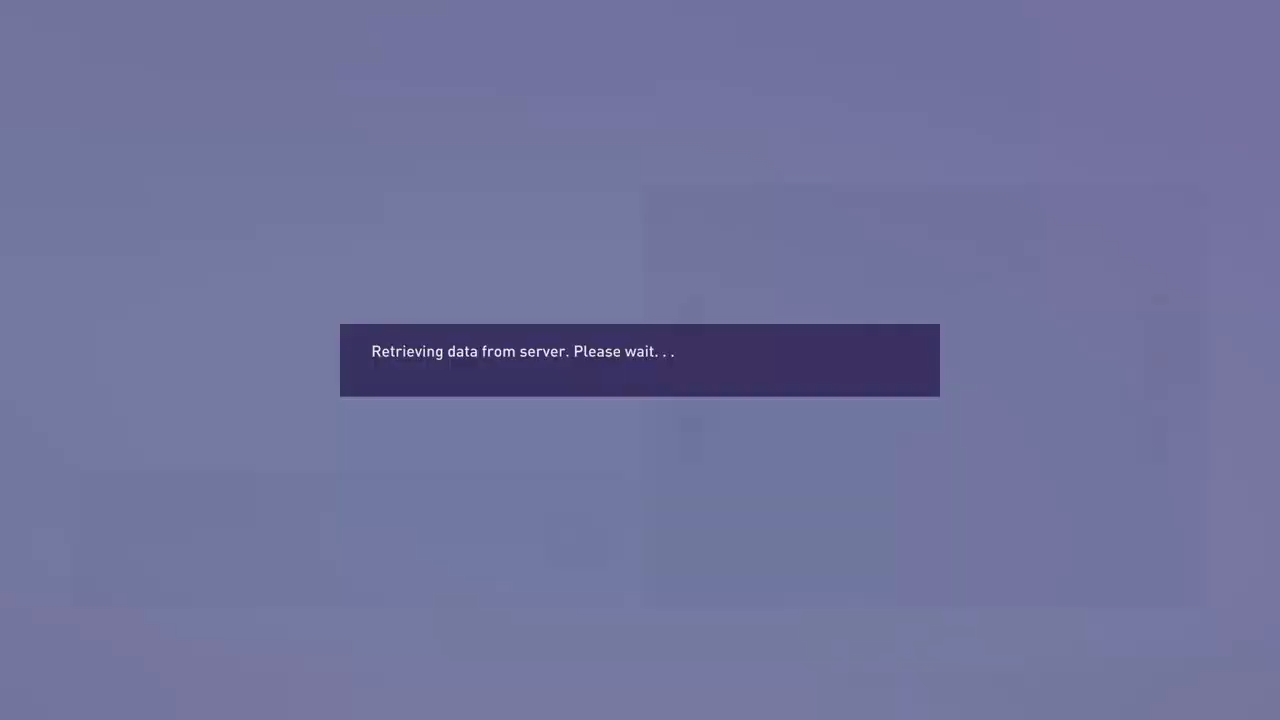 Retrieving data from server. Please wait. . .